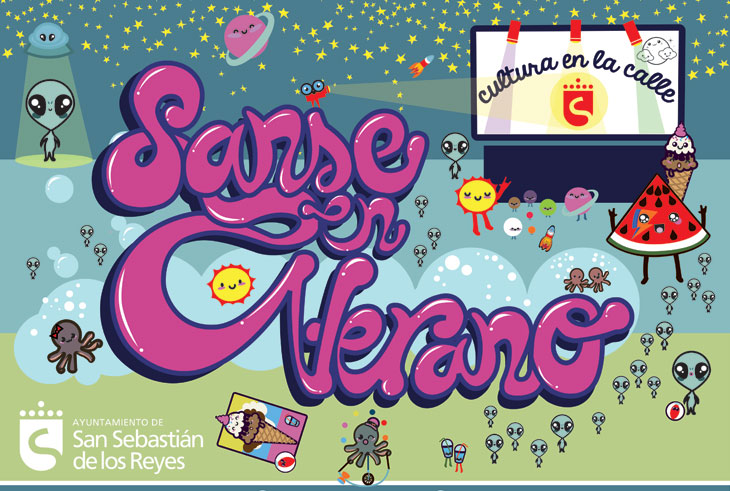 cultura en la calle
Sanse
en
Verano
AYUNTAMIENTO DE
San Sebastián
de los Reyes